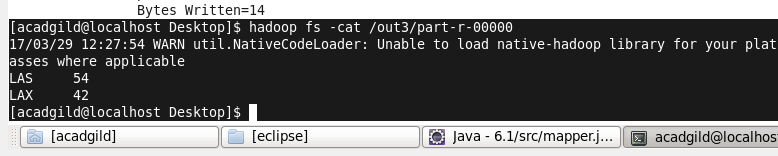 Bytes Written=14
[acadgild@localhost Desktop]$ hadoop fs -cat /out3/part-r-00000
17/03/29 12:27:54 WARN util.NativeCodeLoader: Unable to load native-hadoop library for your plat
asses where applicable
LAS 54
LAX 42
[acadgild@localhost Desktop]$
[acadgild] [eclipse] Java - 6.1/src/mapper.j... acadgild@localhos